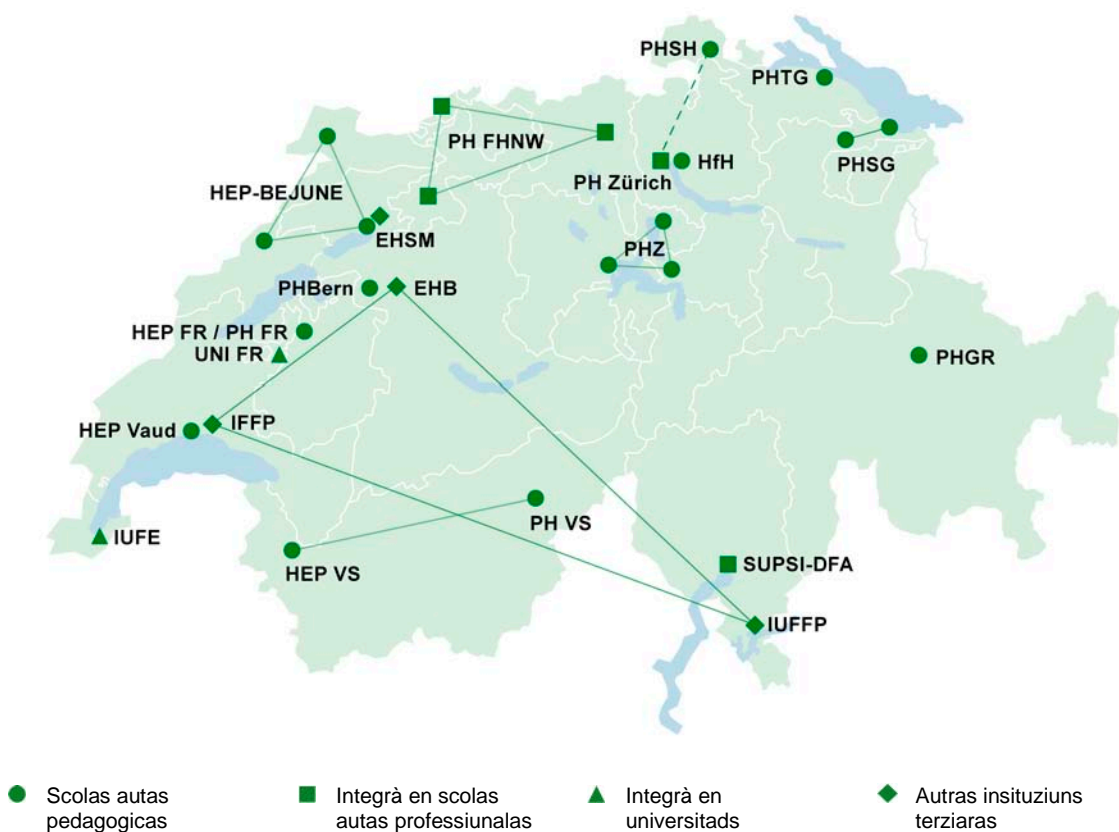 PHSH
PHTG
PH FHNW
PHSG
HfH
PH Zürich
HEP-BEJUNE
EHSM
PHZ
PHBern
EHB
HEP FR / PH FR
UNI FR
PHGR
HEP Vaud
IFFP
PH VS
IUFE
HEP VS
SUPSI-DFA
IUFFP
Scolas autas
pedagogicas
Integrà en scolas
autas professiunalas
Integrà en
universitads
Autras insituziuns
terziaras